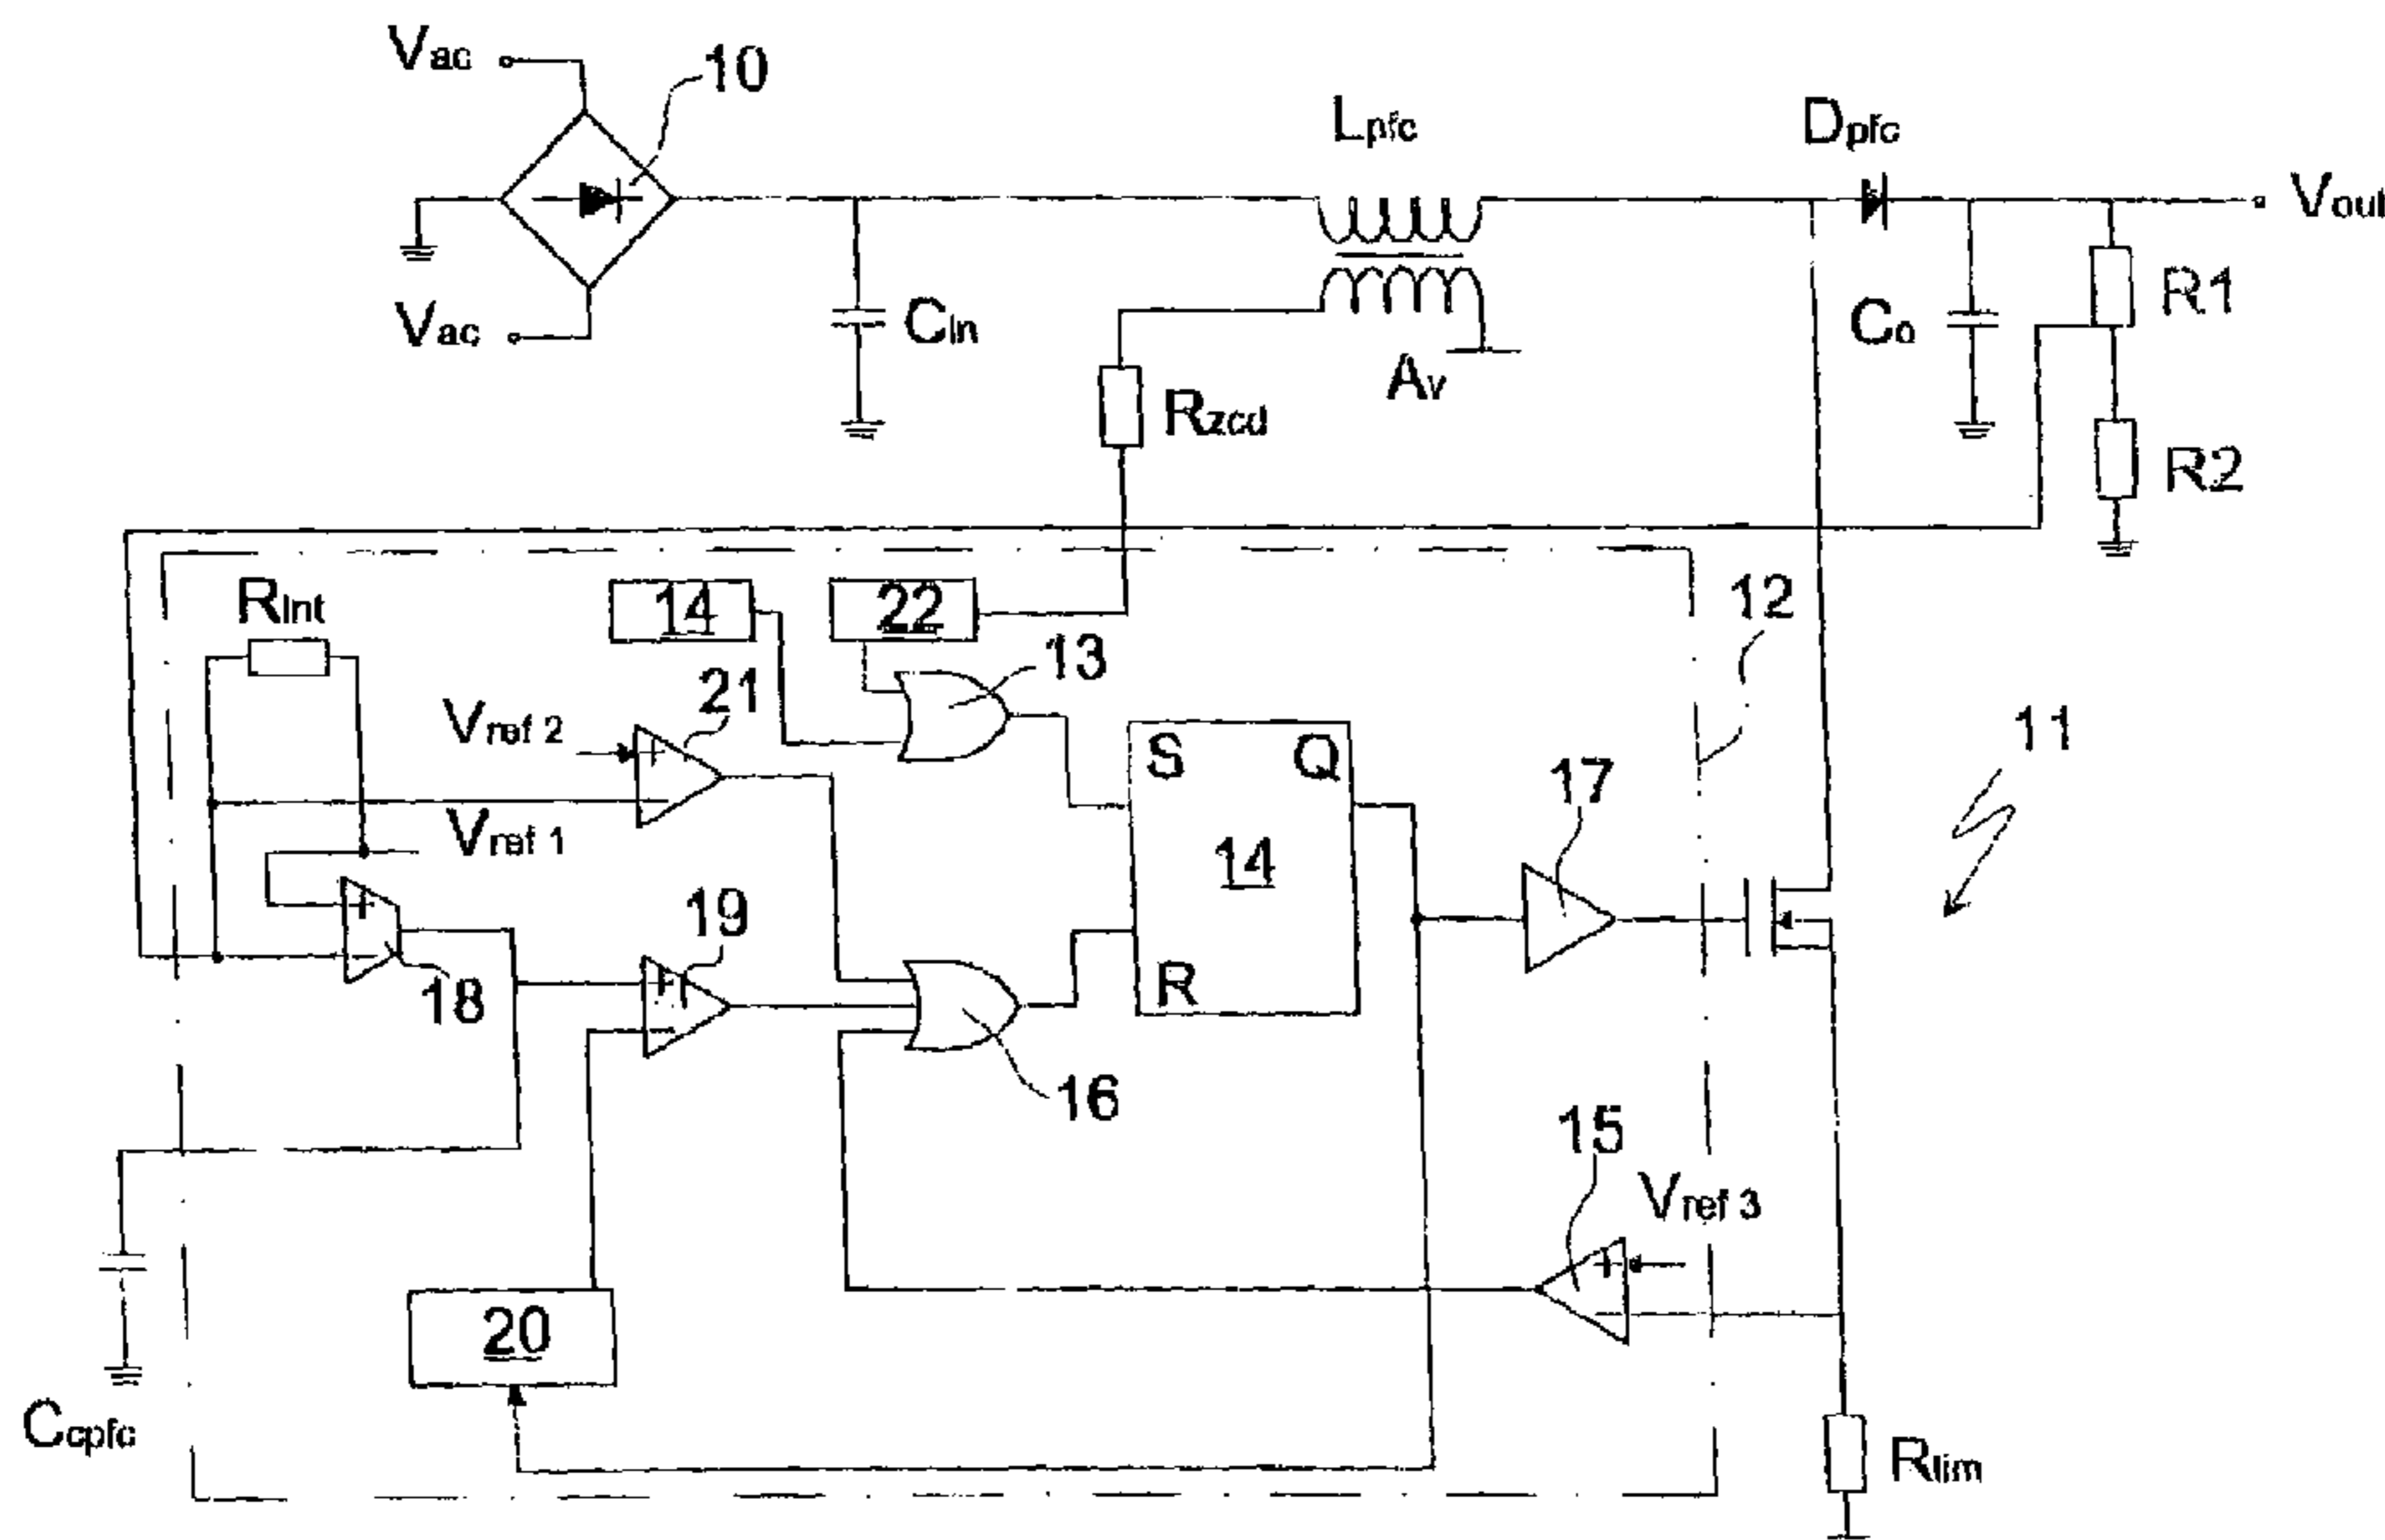 Vac
10
Lpfc
Dpfc
Vout
Vac
Cin
Av
Rzcd
Co
R1
R2
Rint
14
22
12
13
21
Vref 2
S
Q
17
11
Vref 1
14
19
18
R
16
15
Vref 3
20
Ccpfc
Rlim